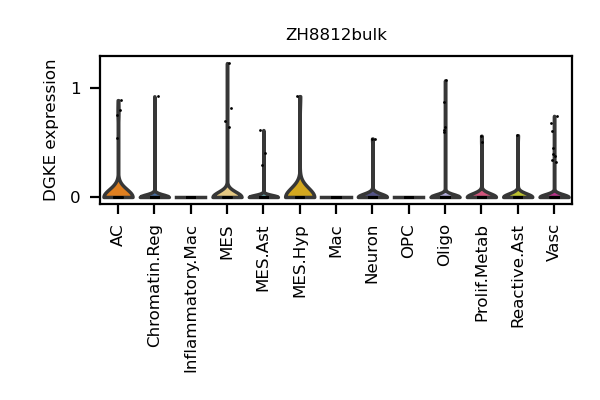 ZH8812bulk
DGKE expression
1
0
AC
Chromatin.Reg
Inflammatory.Mac
MES
MES.Ast
MES.Hyp
Mac
Neuron
OPC
Oligo
Prolif.Metab
Reactive.Ast
Vasc